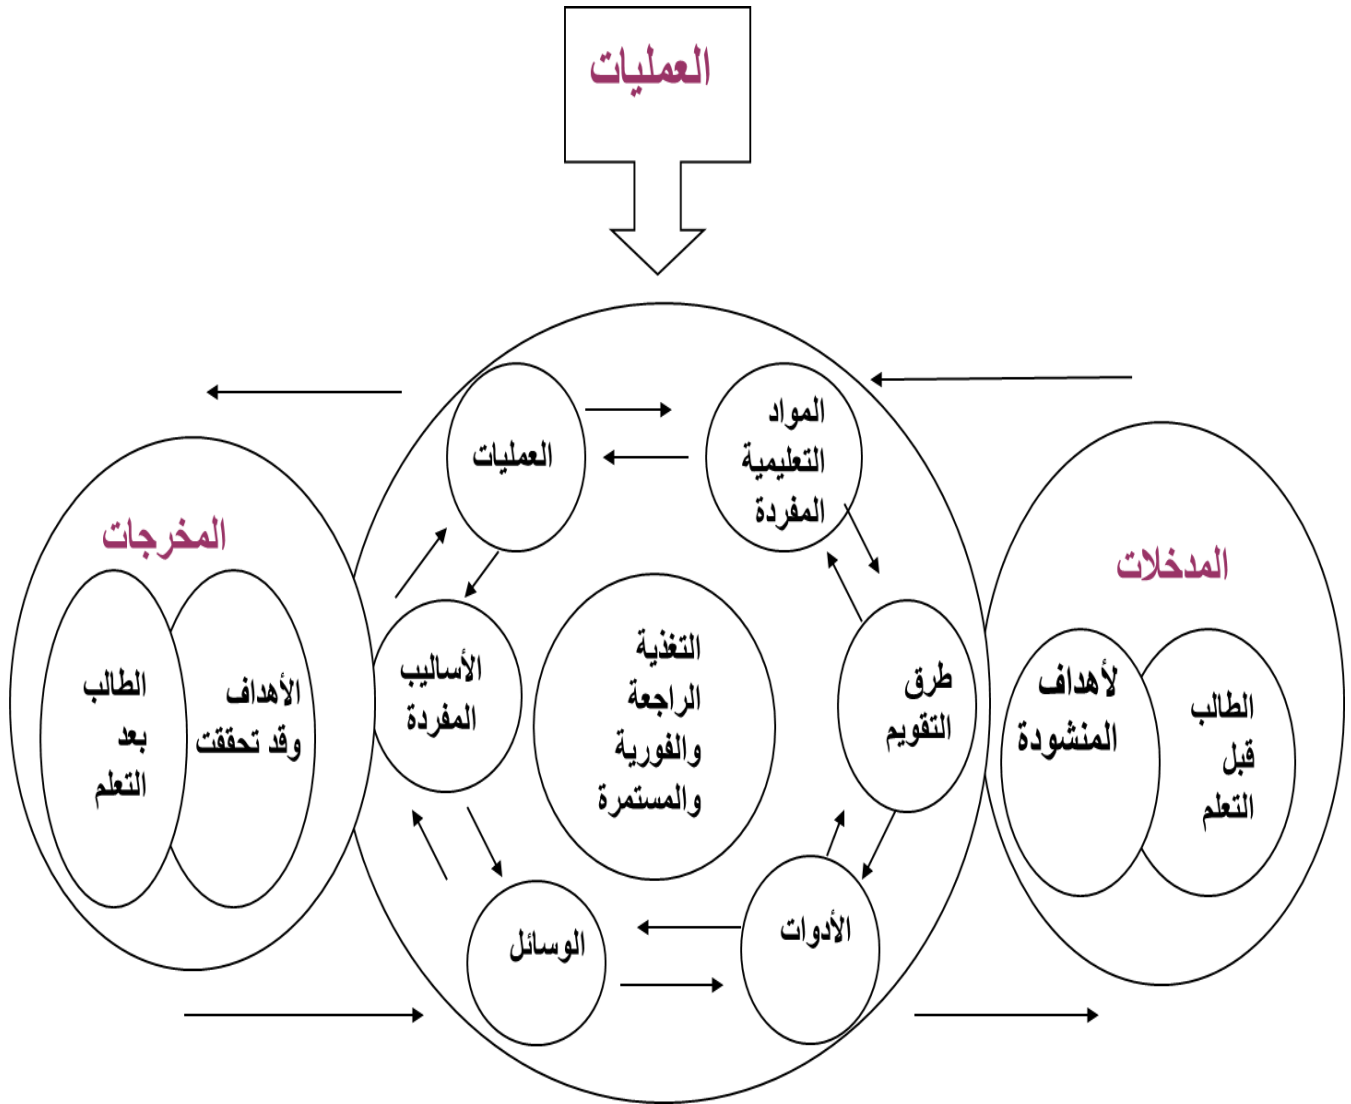 العمليات
المدخلات
الطالب
قبل
التعلم
لأهداف
المنشودة
المواد
التعليمية
المفردة
العمليات
طرق
التقويم
التغذية
الراجعة
والفورية
والمستمرة
الأساليب
المفردة
الأدوات
الوسائل
المخرجات
الأهداف
وقد تحققت
الطالب
بعد
التعلم